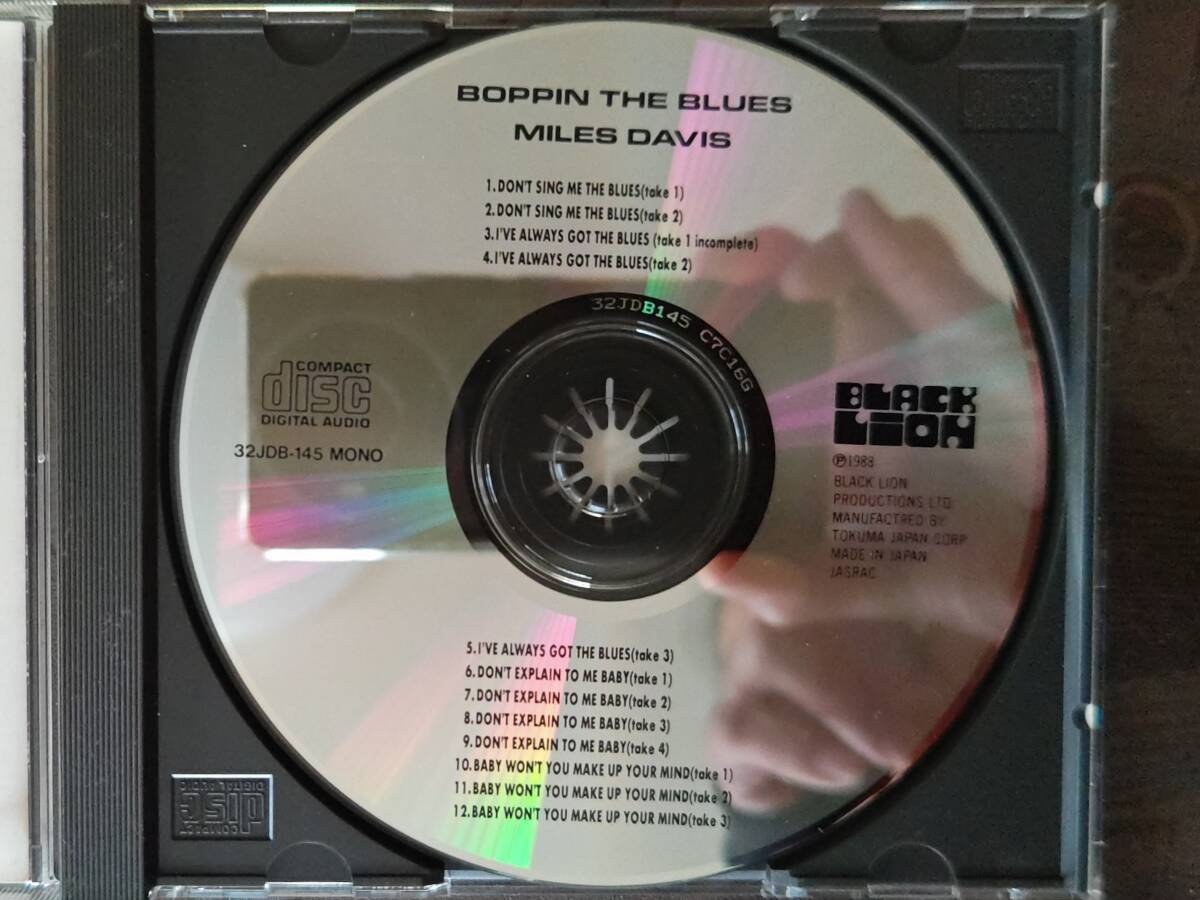 BOPPIN THE BLUES
MILES DAVIS
1.DON'T SING ME THE BLUES(take 1)
2.DON'T SING ME THE BLUES(take 2)
3.I'VE ALWAYS GOT THE BLUES (take 1 incomplete)
4.I'VE ALWAYS GOT THE BLUES(take 2)
32JDB145 C7C16G
COMPACT
disc
DIGITAL AUDIO
32JDB-145 MONO
BLACK
LION
℗1988
BLACK LION
PRODUCTIONS LTD.
MANUFACTRED BY
TOKUMA JAPAN CORP.
MADE IN JAPAN
JASRAC
5.I'VE ALWAYS GOT THE BLUES(take 3)
6.DON'T EXPLAIN TO ME BABY(take 1)
7.DON'T EXPLAIN TO ME BABY(take 2)
8.DON'T EXPLAIN TO ME BABY(take 3)
9.DON'T EXPLAIN TO ME BABY(take 4)
10.BABY WON'T YOU MAKE UP YOUR MIND(take 1)
11.BABY WON'T YOU MAKE UP YOUR MIND(take 2)
12.BABY WON'T YOU MAKE UP YOUR MIND(take 3)
COMPACT
disc
DIGITAL AUDIO